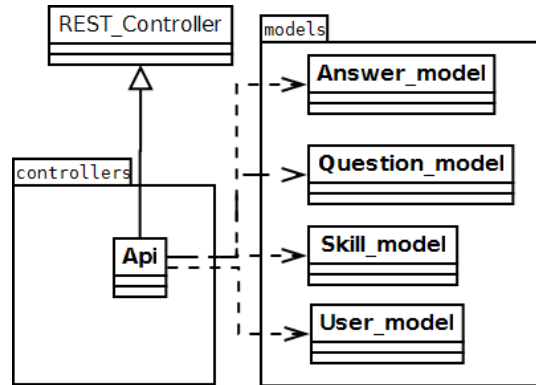 REST_Controller
models
Answer_model
controllers
Question_model
Api
Skill_model
User_model